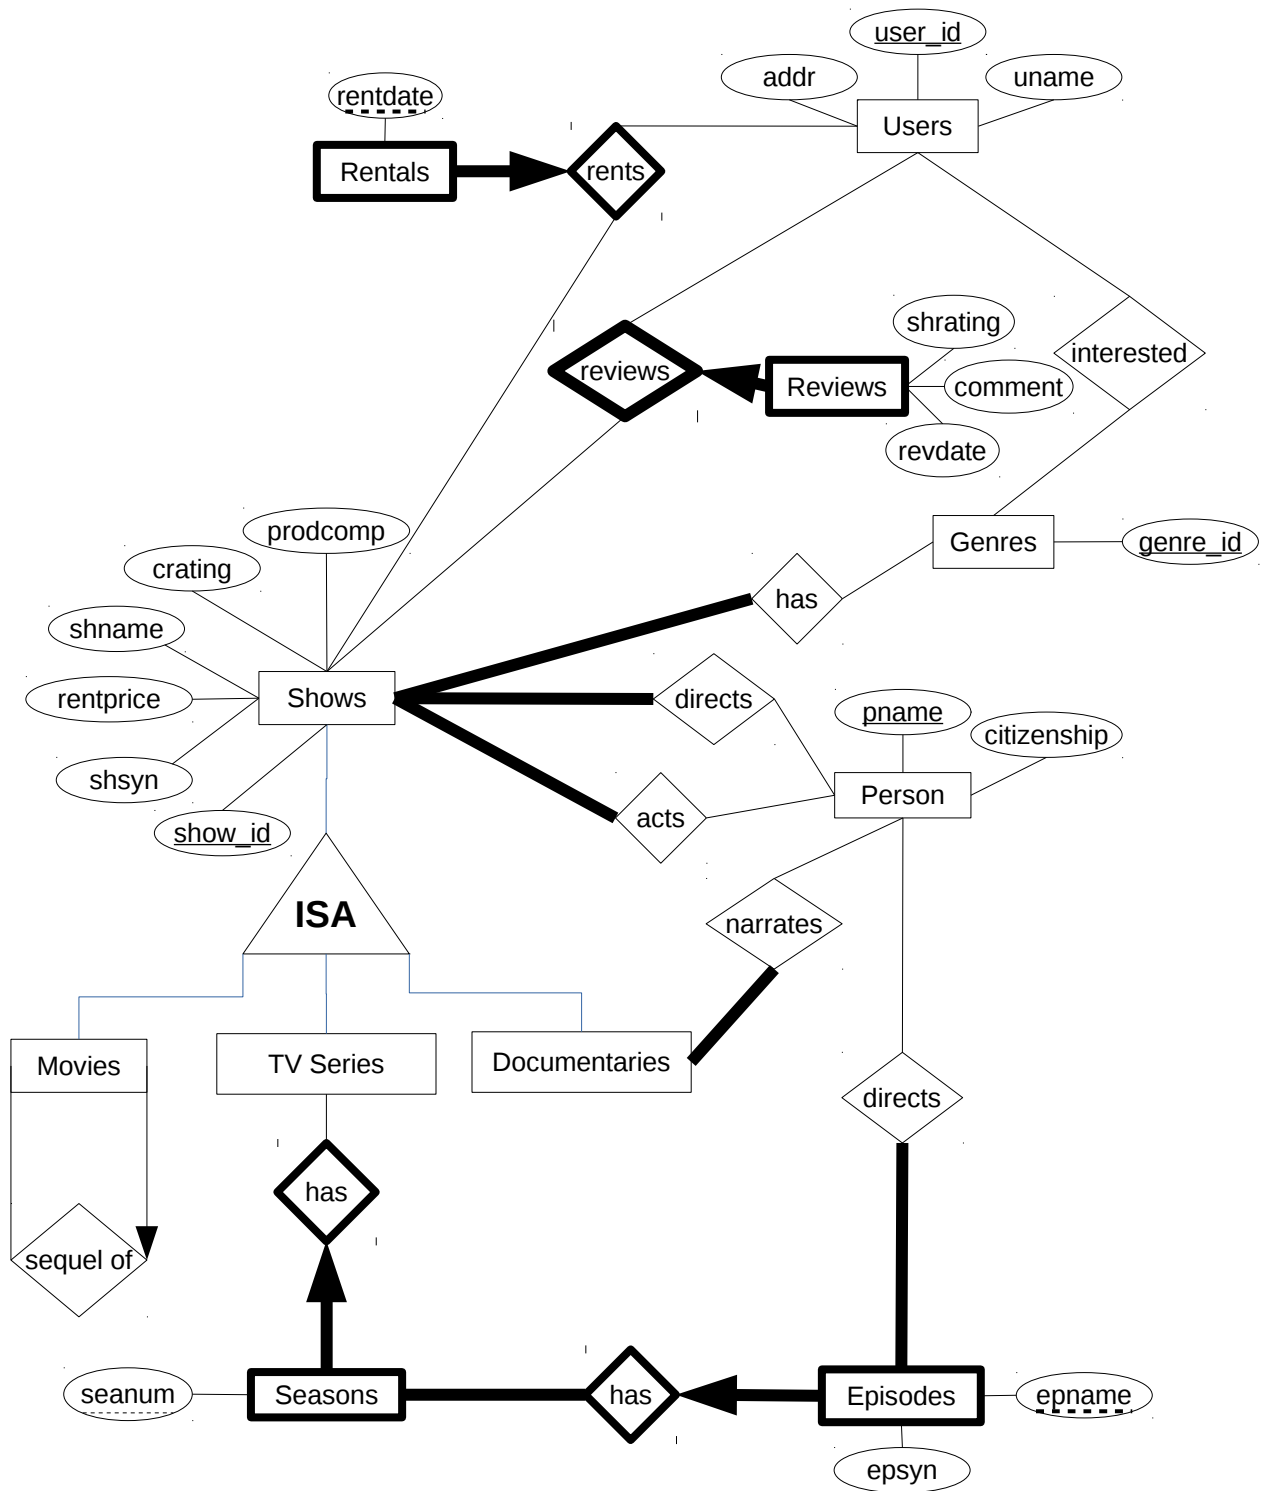 user_id
addr
uname
rentdate
Users
Rentals
rents
shrating
interested
reviews
Reviews
comment
revdate
prodcomp
Genres
genre_id
crating
has
shname
Shows
directs
rentprice
pname
citizenship
shsyn
Person
acts
show_id
ISA
narrates
Movies
TV Series
Documentaries
directs
has
sequel of
seanum
Seasons
has
Episodes
epname
epsyn